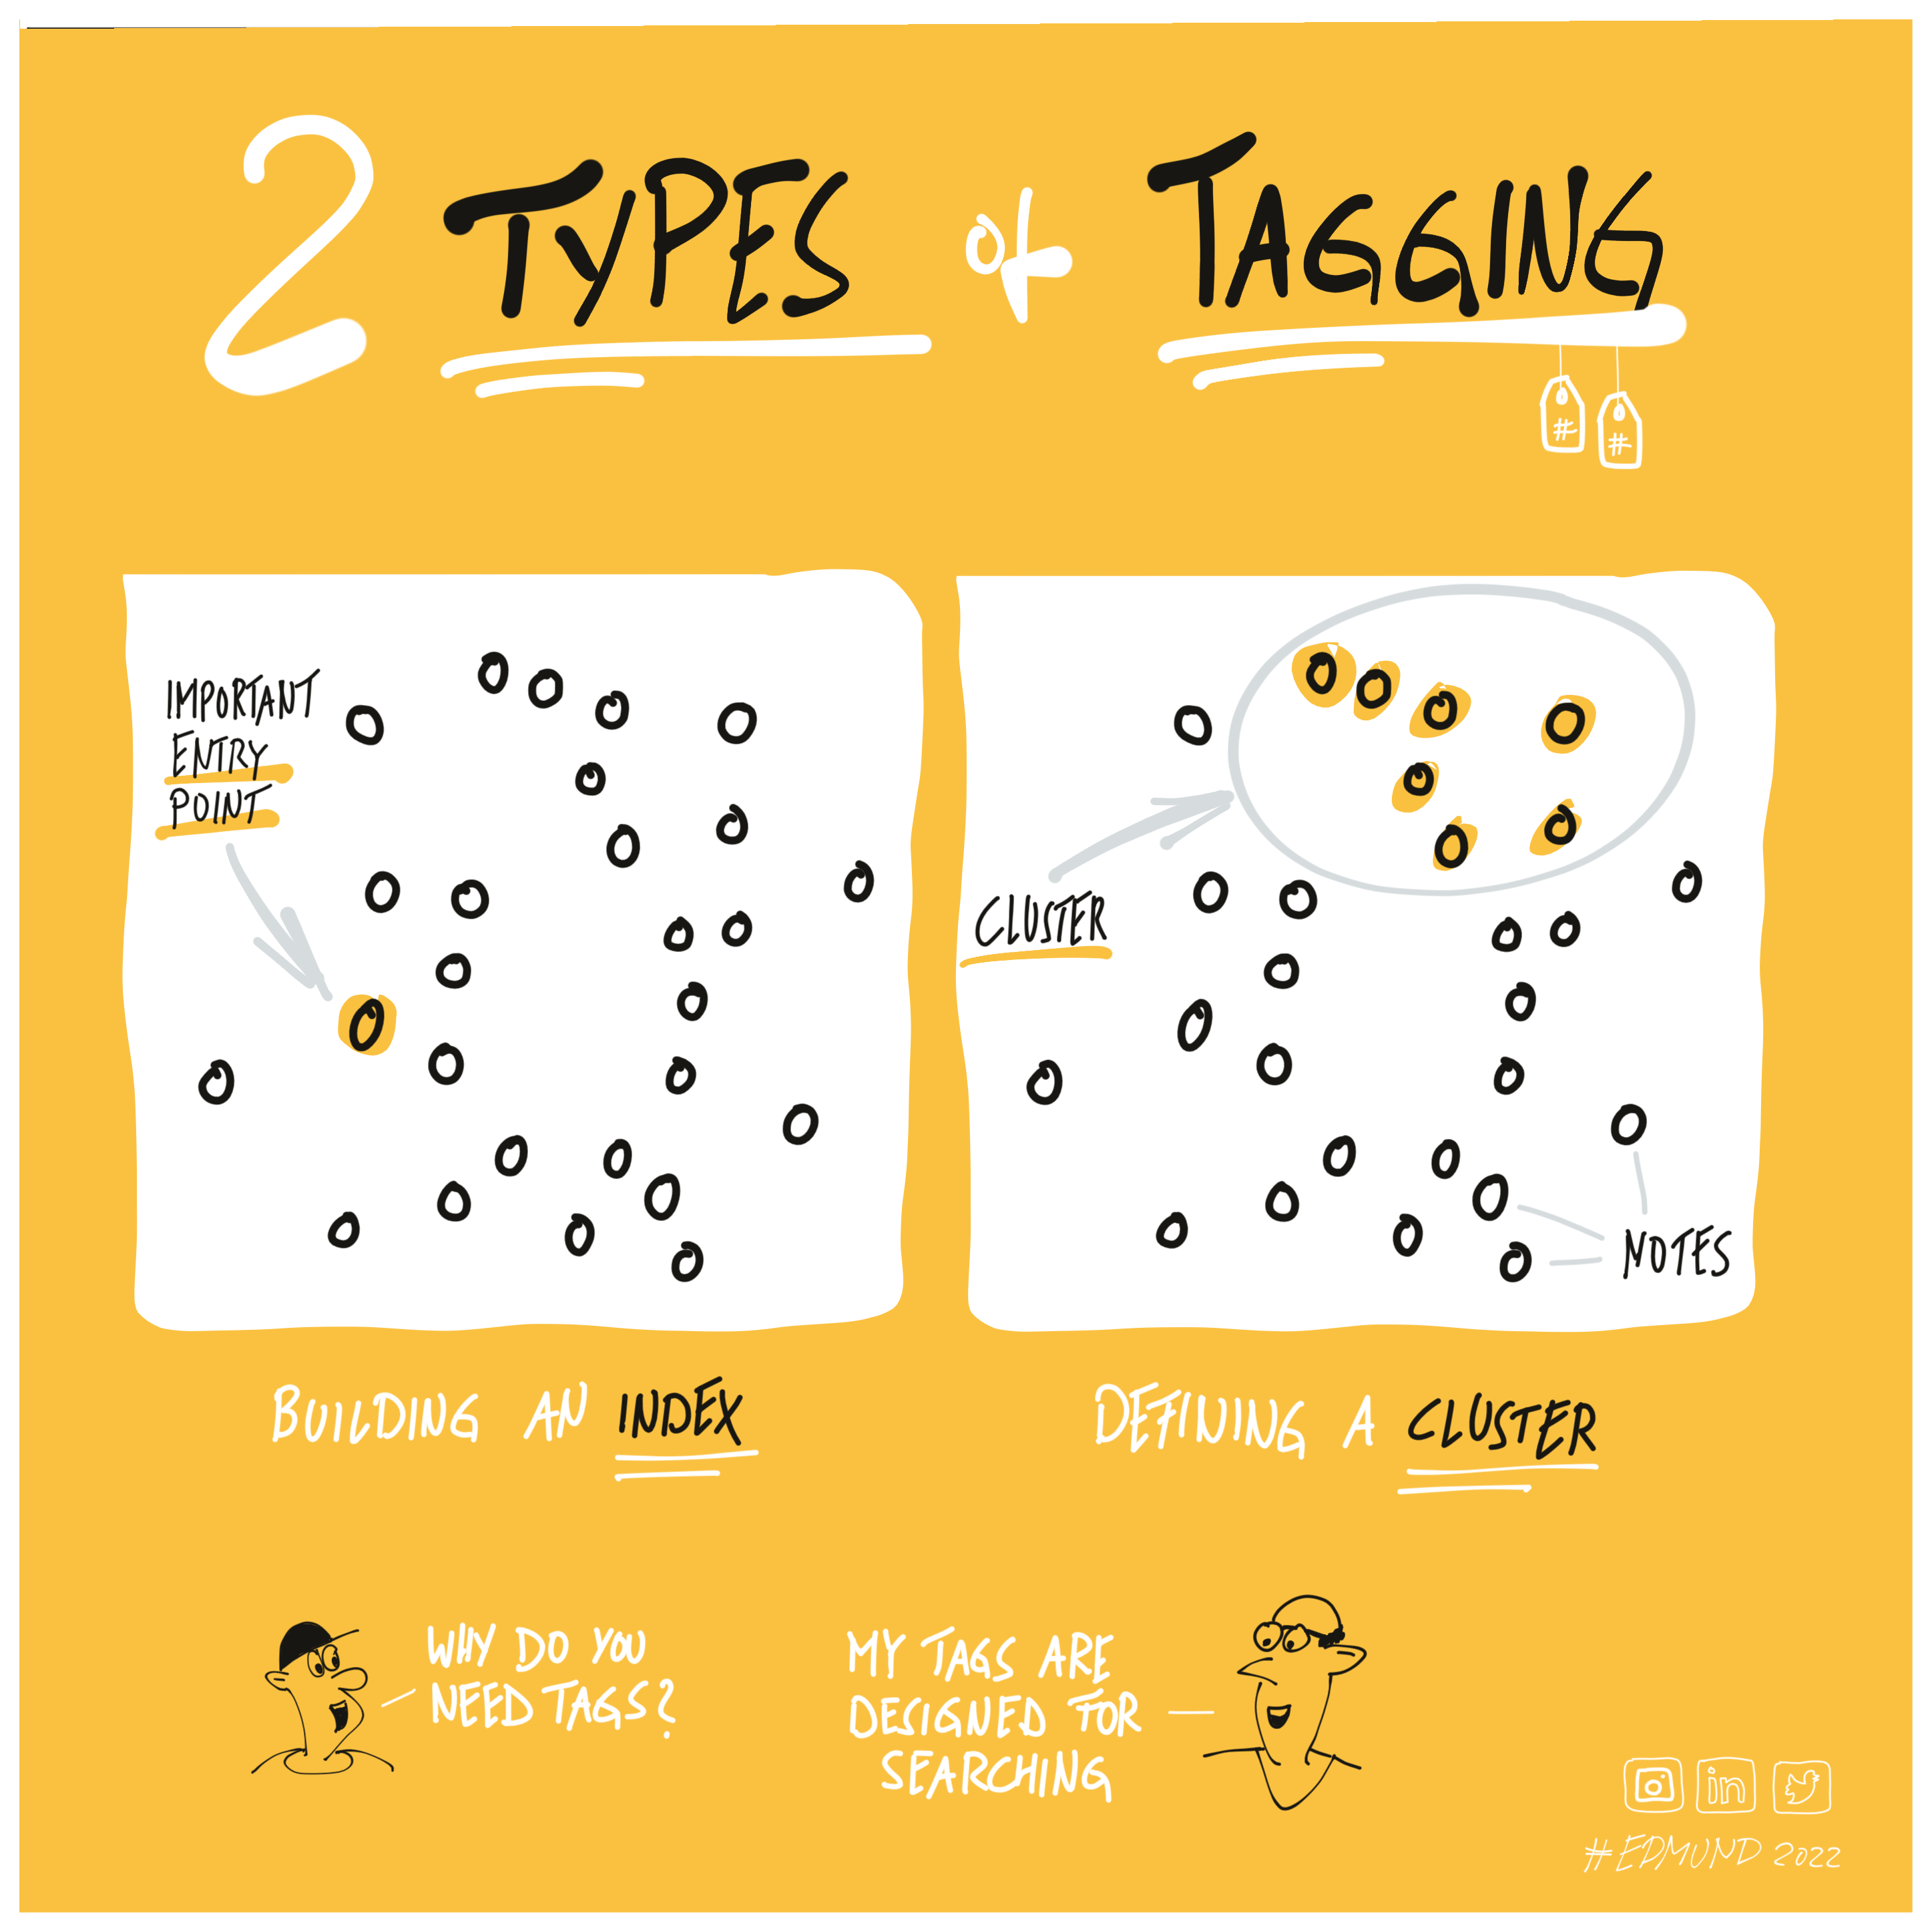 2 TYPES of TAGGING
# #
IMPORTANT
ENTRY
POINT
CLUSTER
NOTES
BUILDING AN INDEX
DEFINING A CLUSTER
WHY DO YOU
NEED TAGS?
MY TAGS ARE
DESIGNED FOR
SEARCHING
in
#EDMUND 2022